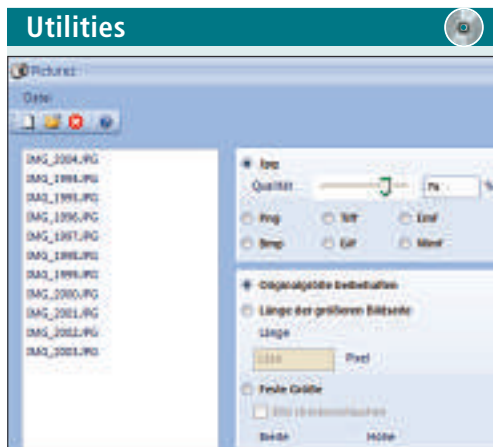 Utilities
Datei
IMG_2004.JPG
IMG_1994.JPG
IMG_1995.JPG
IMG_1996.JPG
IMG_1997.JPG
IMG_1998.JPG
IMG_1999.JPG
IMG_2000.JPG
IMG_2001.JPG
IMG_2002.JPG
IMG_2003.JPG
Jpg
Qualität
%
Png
Tiff
Emf
Bmp
Gif
Wmf
Originalgröße beibehalten
Länge der größeren Bildseite
Länge
Pixel
Feste Größe
Breite
Höhe